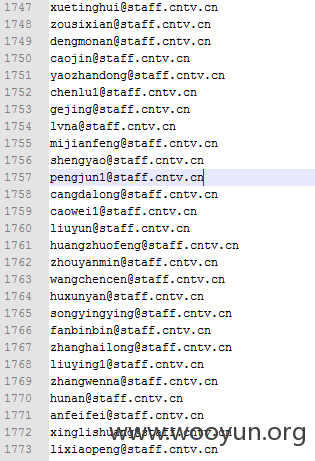 1747 xuetinghui@staff.cntv.cn
1748 zousixian@staff.cntv.cn
1749 dengmonan@staff.cntv.cn
1750 caojin@staff.cntv.cn
1751 yaozhandong@staff.cntv.cn
1752 chenlu1@staff.cntv.cn
1753 gejing@staff.cntv.cn
1754 lvna@staff.cntv.cn
1755 mijianfeng@staff.cntv.cn
1756 shengyao@staff.cntv.cn
1757 pengjun1@staff.cntv.cn
1758 cangdalong@staff.cntv.cn
1759 caowei1@staff.cntv.cn
1760 liuyun@staff.cntv.cn
1761 huangzhuofeng@staff.cntv.cn
1762 zhouyanmin@staff.cntv.cn
1763 wangchencen@staff.cntv.cn
1764 huxunyan@staff.cntv.cn
1765 songyingying@staff.cntv.cn
1766 fanbinbin@staff.cntv.cn
1767 zhanghailong@staff.cntv.cn
1768 liuying1@staff.cntv.cn
1769 zhangwenna@staff.cntv.cn
1770 hunan@staff.cntv.cn
1771 anfeifei@staff.cntv.cn
1772 xinglishuang@staff.cntv.cn
www.wooyun.org
1773 lixiaopeng@staff.cntv.cn